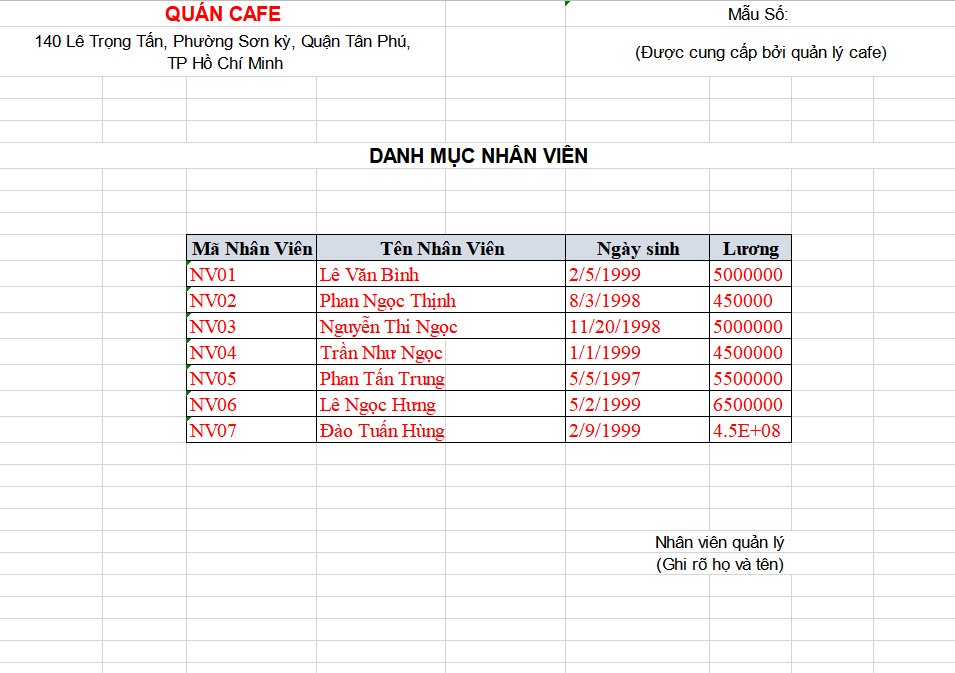 QUÁN CAFE
Mẫu Số:
140 Lê Trọng Tấn, Phường Sơn kỳ, Quận Tân Phú,
TP Hồ Chí Minh
(Được cung cấp bởi quản lý cafe)
DANH MỤC NHÂN VIÊN
Mã Nhân Viên Tên Nhân Viên Ngày sinh Lương
NV01 Lê Văn Bình 2/5/1999 5000000
NV02 Phan Ngọc Thịnh 8/3/1998 450000
NV03 Nguyễn Thi Ngọc 11/20/1998 5000000
NV04 Trần Như Ngọc 1/1/1999 4500000
NV05 Phan Tấn Trung 5/5/1997 5500000
NV06 Lê Ngọc Hưng 5/2/1999 6500000
NV07 Đào Tuấn Hùng 2/9/1999 4.5E+08
Nhân viên quản lý
(Ghi rõ họ và tên)